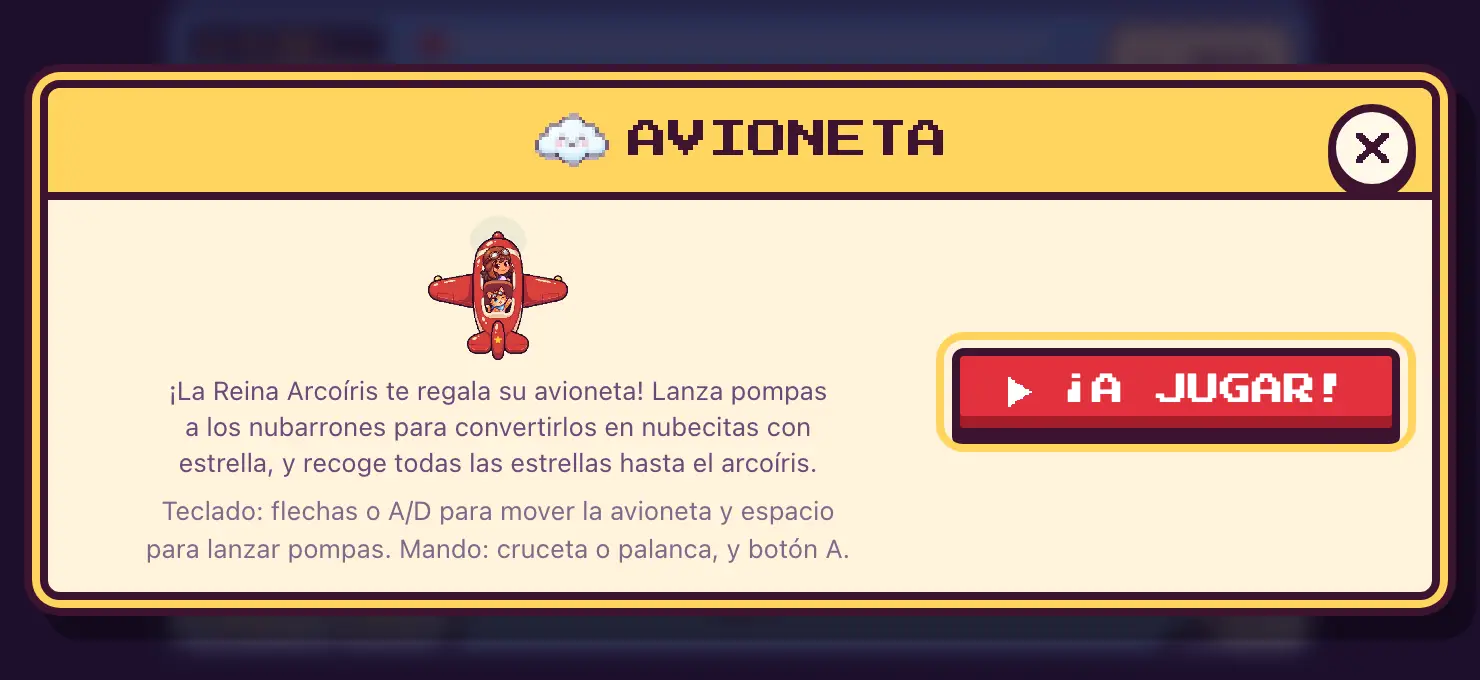 AVIONETA
¡La Reina Arcoíris te regala su avioneta! Lanza pompas
a los nubarrones para convertirlos en nubecitas con
estrella, y recoge todas las estrellas hasta el arcoíris.
Teclado: flechas o A/D para mover la avioneta y espacio
para lanzar pompas. Mando: cruceta o palanca, y botón A.
¡A JUGAR!